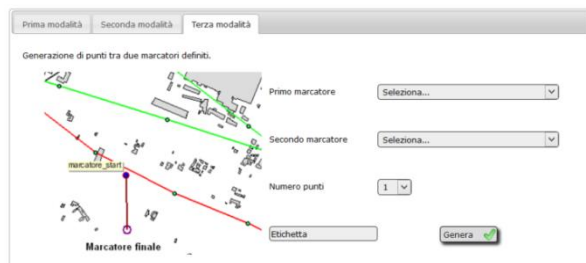 Prima modalità
Seconda modalità
Terza modalità
Generazione di punti tra due marcatori definiti.
Primo marcatore
Seleziona...
Secondo marcatore
Seleziona...
marcatore_start
Numero punti
1
Etichetta
Genera
Marcatore finale